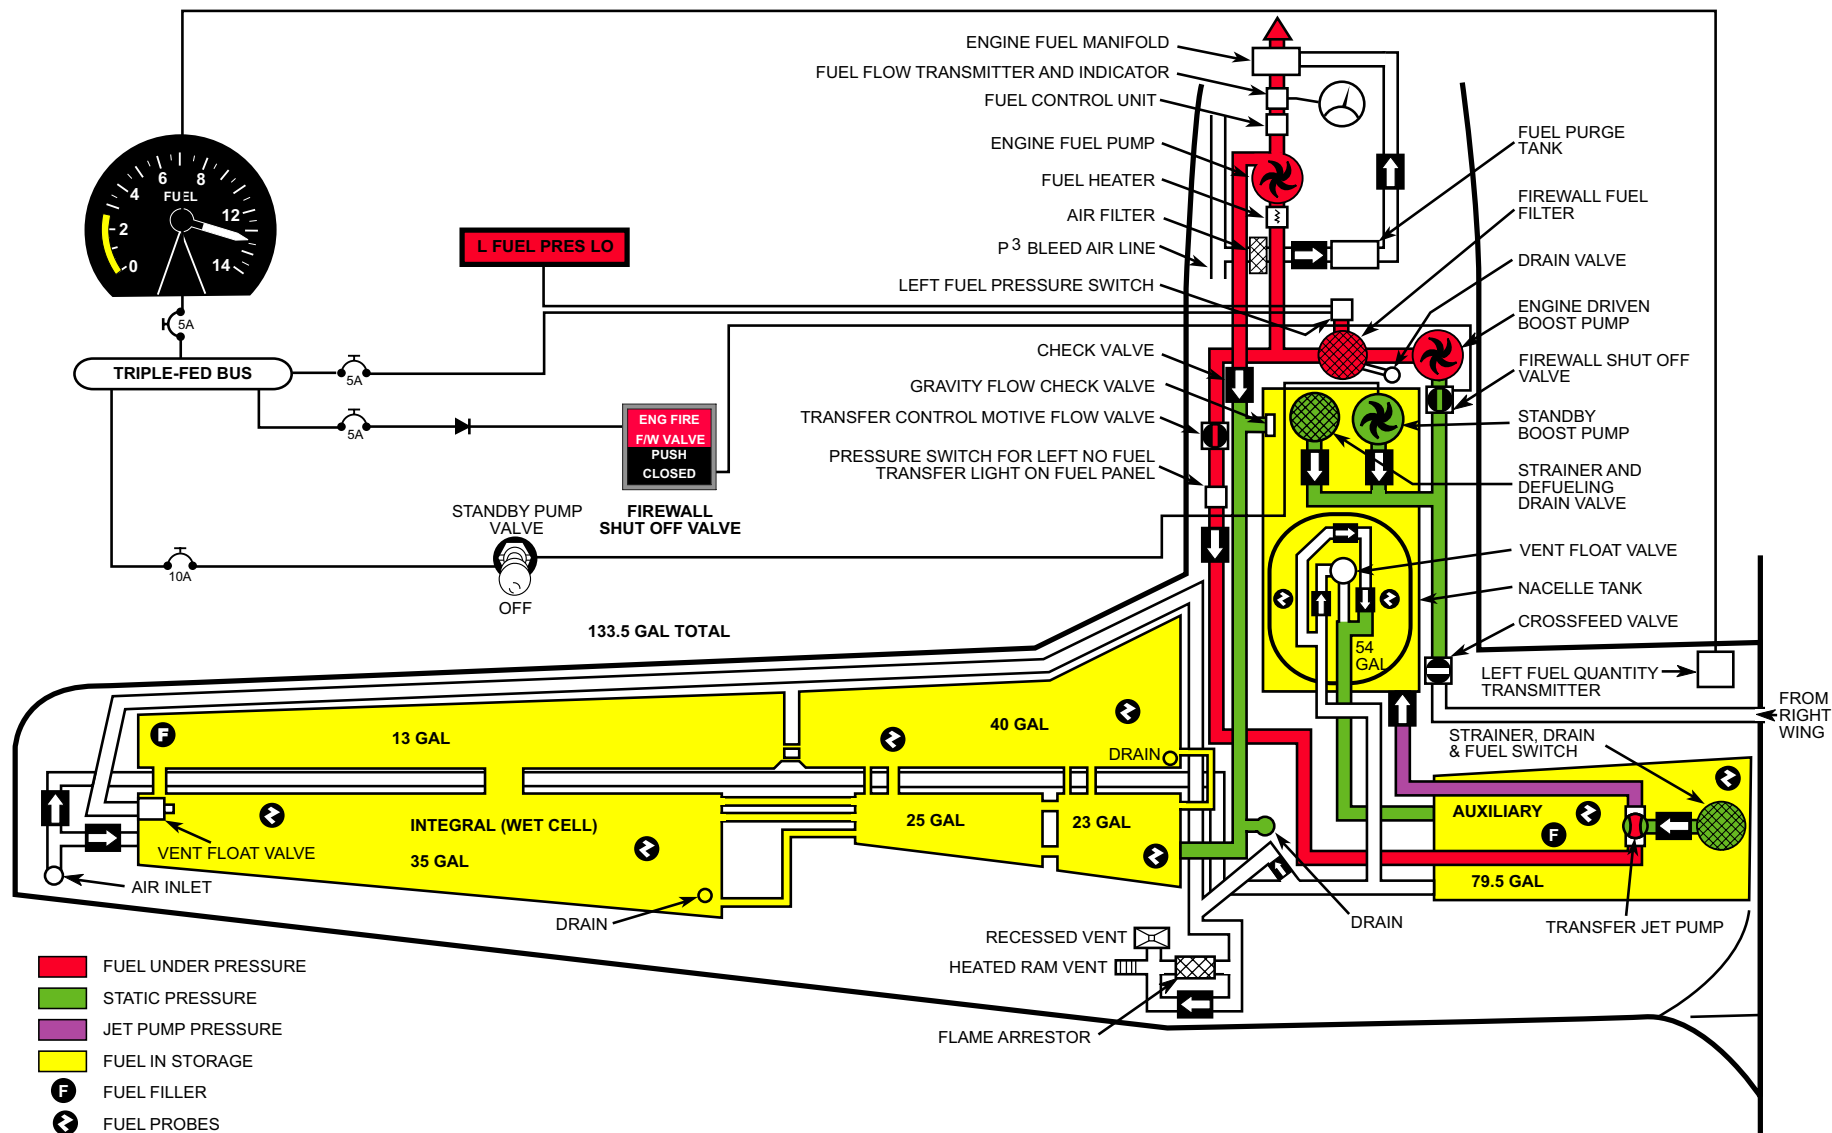 ENGINE FUEL MANIFOLD
FUEL FLOW TRANSMITTER AND INDICATOR
FUEL CONTROL UNIT
ENGINE FUEL PUMP
FUEL HEATER
AIR FILTER
P3 BLEED AIR LINE
LEFT FUEL PRESSURE SWITCH
CHECK VALVE
GRAVITY FLOW CHECK VALVE
TRANSFER CONTROL MOTIVE FLOW VALVE
PRESSURE SWITCH FOR LEFT NO FUEL
TRANSFER LIGHT ON FUEL PANEL
FUEL PURGE
TANK
FIREWALL FUEL
FILTER
DRAIN VALVE
ENGINE DRIVEN
BOOST PUMP
FIREWALL SHUT OFF
VALVE
STANDBY
BOOST PUMP
STRAINER AND
DEFUELING
DRAIN VALVE
VENT FLOAT VALVE
NACELLE TANK
CROSSFEED VALVE
LEFT FUEL QUANTITY
TRANSMITTER
FROM
RIGHT
WING
STRAINER, DRAIN
& FUEL SWITCH
FUEL
0
2
4
6
8
12
14
5A
TRIPLE-FED BUS
5A
5A
10A
L FUEL PRES LO
ENG FIRE
F/W VALVE
PUSH
CLOSED
FIREWALL
SHUT OFF VALVE
STANDBY PUMP
VALVE
OFF
133.5 GAL TOTAL
54
GAL
13 GAL
40 GAL
DRAIN
INTEGRAL (WET CELL)
35 GAL
25 GAL
23 GAL
AUXILIARY
F
F
79.5 GAL
VENT FLOAT VALVE
AIR INLET
DRAIN
DRAIN
TRANSFER JET PUMP
RECESSED VENT
HEATED RAM VENT
FLAME ARRESTOR
FUEL UNDER PRESSURE
STATIC PRESSURE
JET PUMP PRESSURE
FUEL IN STORAGE
F FUEL FILLER
FUEL PROBES